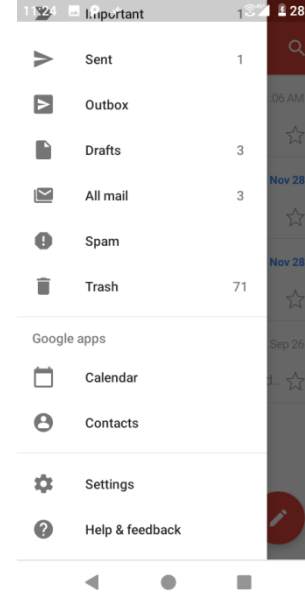 11:24
28
Important
Sent 1
.06 AM
Outbox
Drafts 3
Nov 28
All mail 3
Spam
Nov 28
Trash 71
Google apps
Sep 26
Calendar
d...
Contacts
Settings
Help & feedback